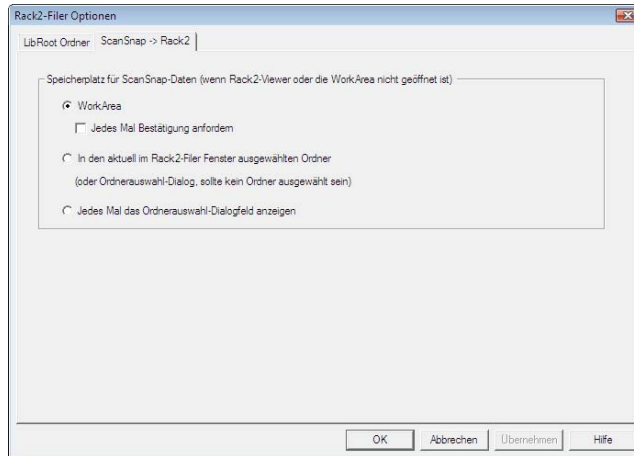 Rack2-Filer Optionen
LibRoot Ordner ScanSnap -> Rack2
Speicherplatz für ScanSnap-Daten (wenn Rack2-Viewer oder die WorkArea nicht geöffnet ist)
WorkArea
Jedes Mal Bestätigung anfordern
In den aktuell im Rack2-Filer Fenster ausgewählten Ordner
(oder Ordnerauswahl-Dialog, sollte kein Ordner ausgewählt sein)
Jedes Mal das Ordnerauswahl-Dialogfeld anzeigen
OK Abbrechen Übernehmen Hilfe